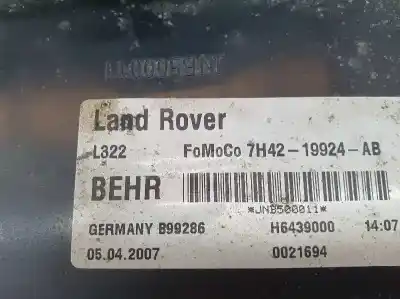 Land Rover
L322 FoMoCo 7H42-19924-AB
BEHR
*JNB500011*
GERMANY B99286 H6439000 14:07
05.04.2007 0021694